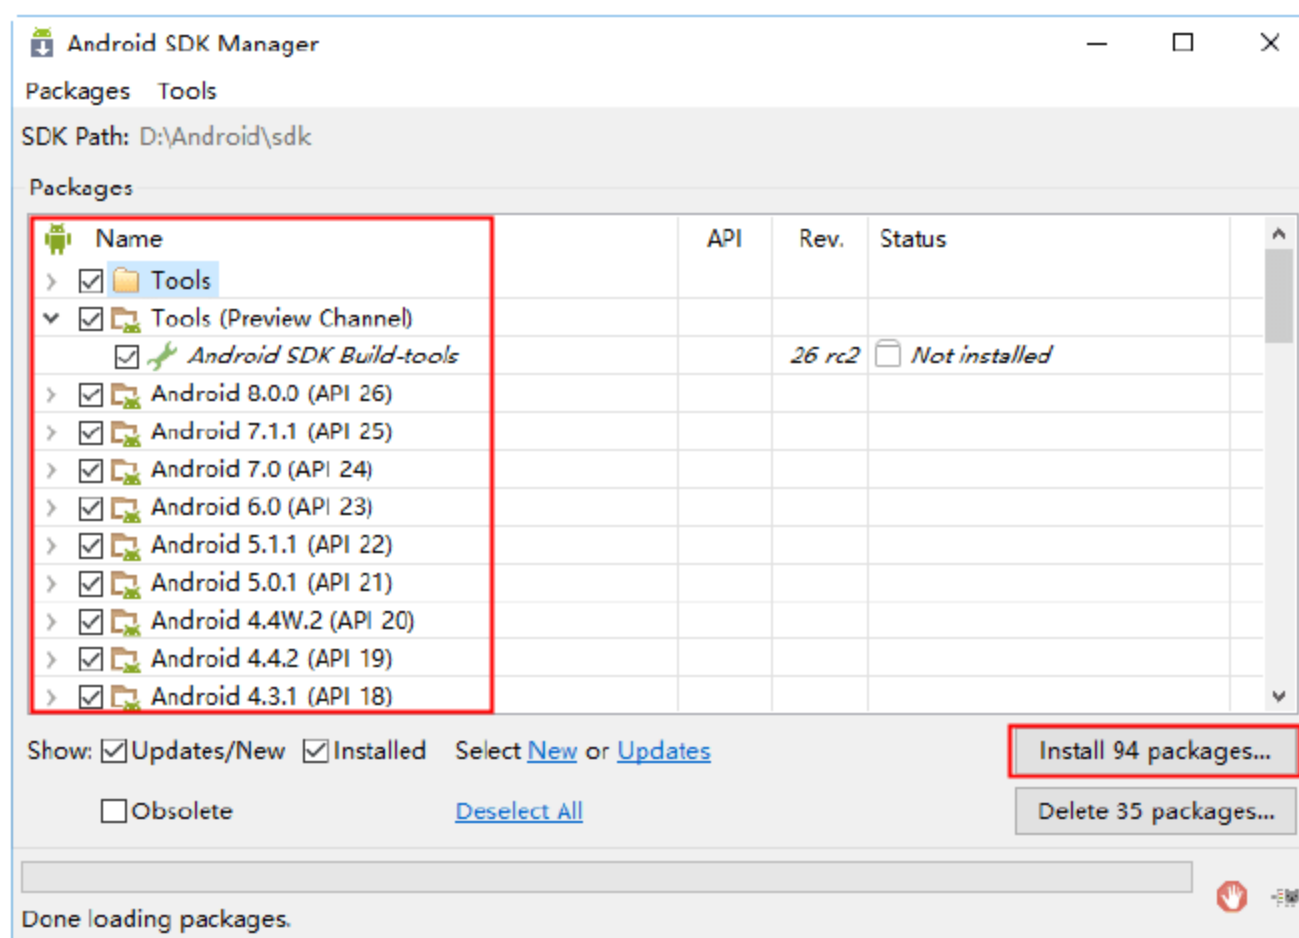 Android SDK Manager
Packages Tools
SDK Path: D:\Android\sdk
Packages
Name API Rev. Status
Tools
Tools (Preview Channel)
Android SDK Build-tools 26 rc2 Not installed
Android 8.0.0 (API 26)
Android 7.1.1 (API 25)
Android 7.0 (API 24)
Android 6.0 (API 23)
Android 5.1.1 (API 22)
Android 5.0.1 (API 21)
Android 4.4W.2 (API 20)
Android 4.4.2 (API 19)
Android 4.3.1 (API 18)
Show: Updates/New Installed Select New or Updates Install 94 packages...
Obsolete Deselect All Delete 35 packages...
Done loading packages.